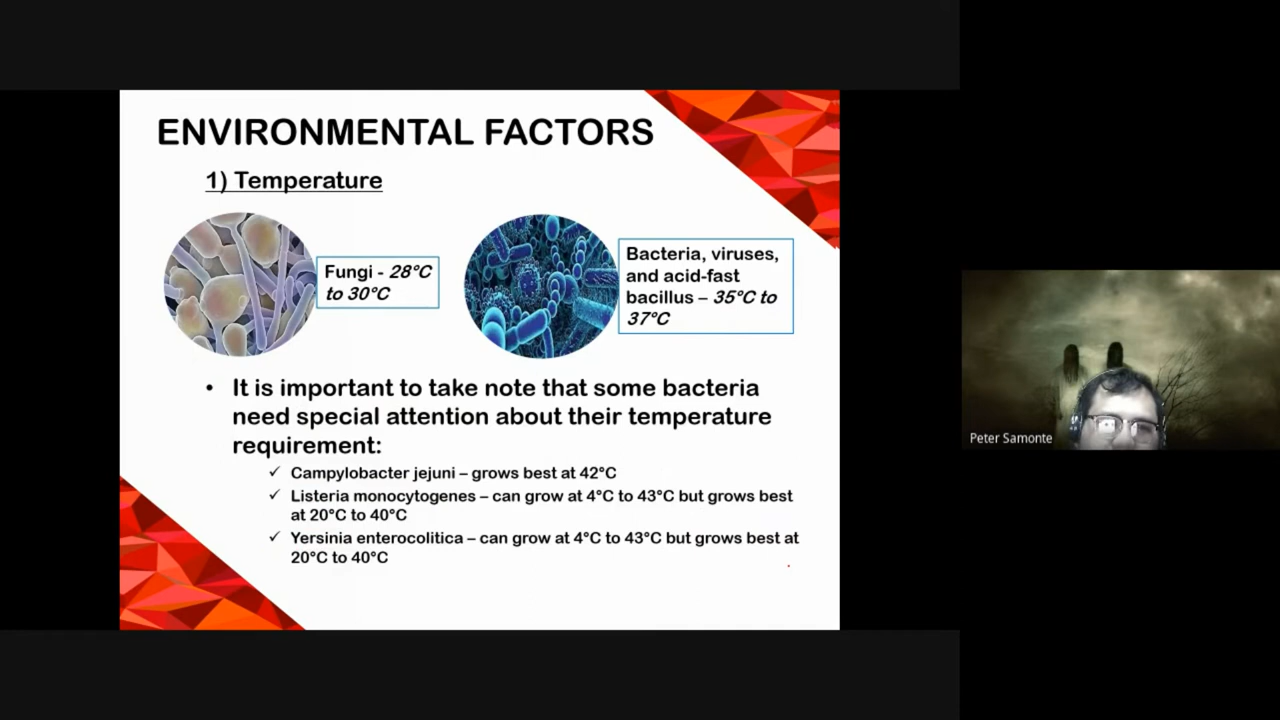 ENVIRONMENTAL FACTORS
1) Temperature
Fungi - 28°C
to 30°C
Bacteria, viruses,
and acid-fast
bacillus – 35°C to
37°C
• It is important to take note that some bacteria
need special attention about their temperature
requirement:
✓ Campylobacter jejuni – grows best at 42°C
✓ Listeria monocytogenes – can grow at 4°C to 43°C but grows best
at 20°C to 40°C
✓ Yersinia enterocolitica – can grow at 4°C to 43°C but grows best at
20°C to 40°C
Peter Samonte